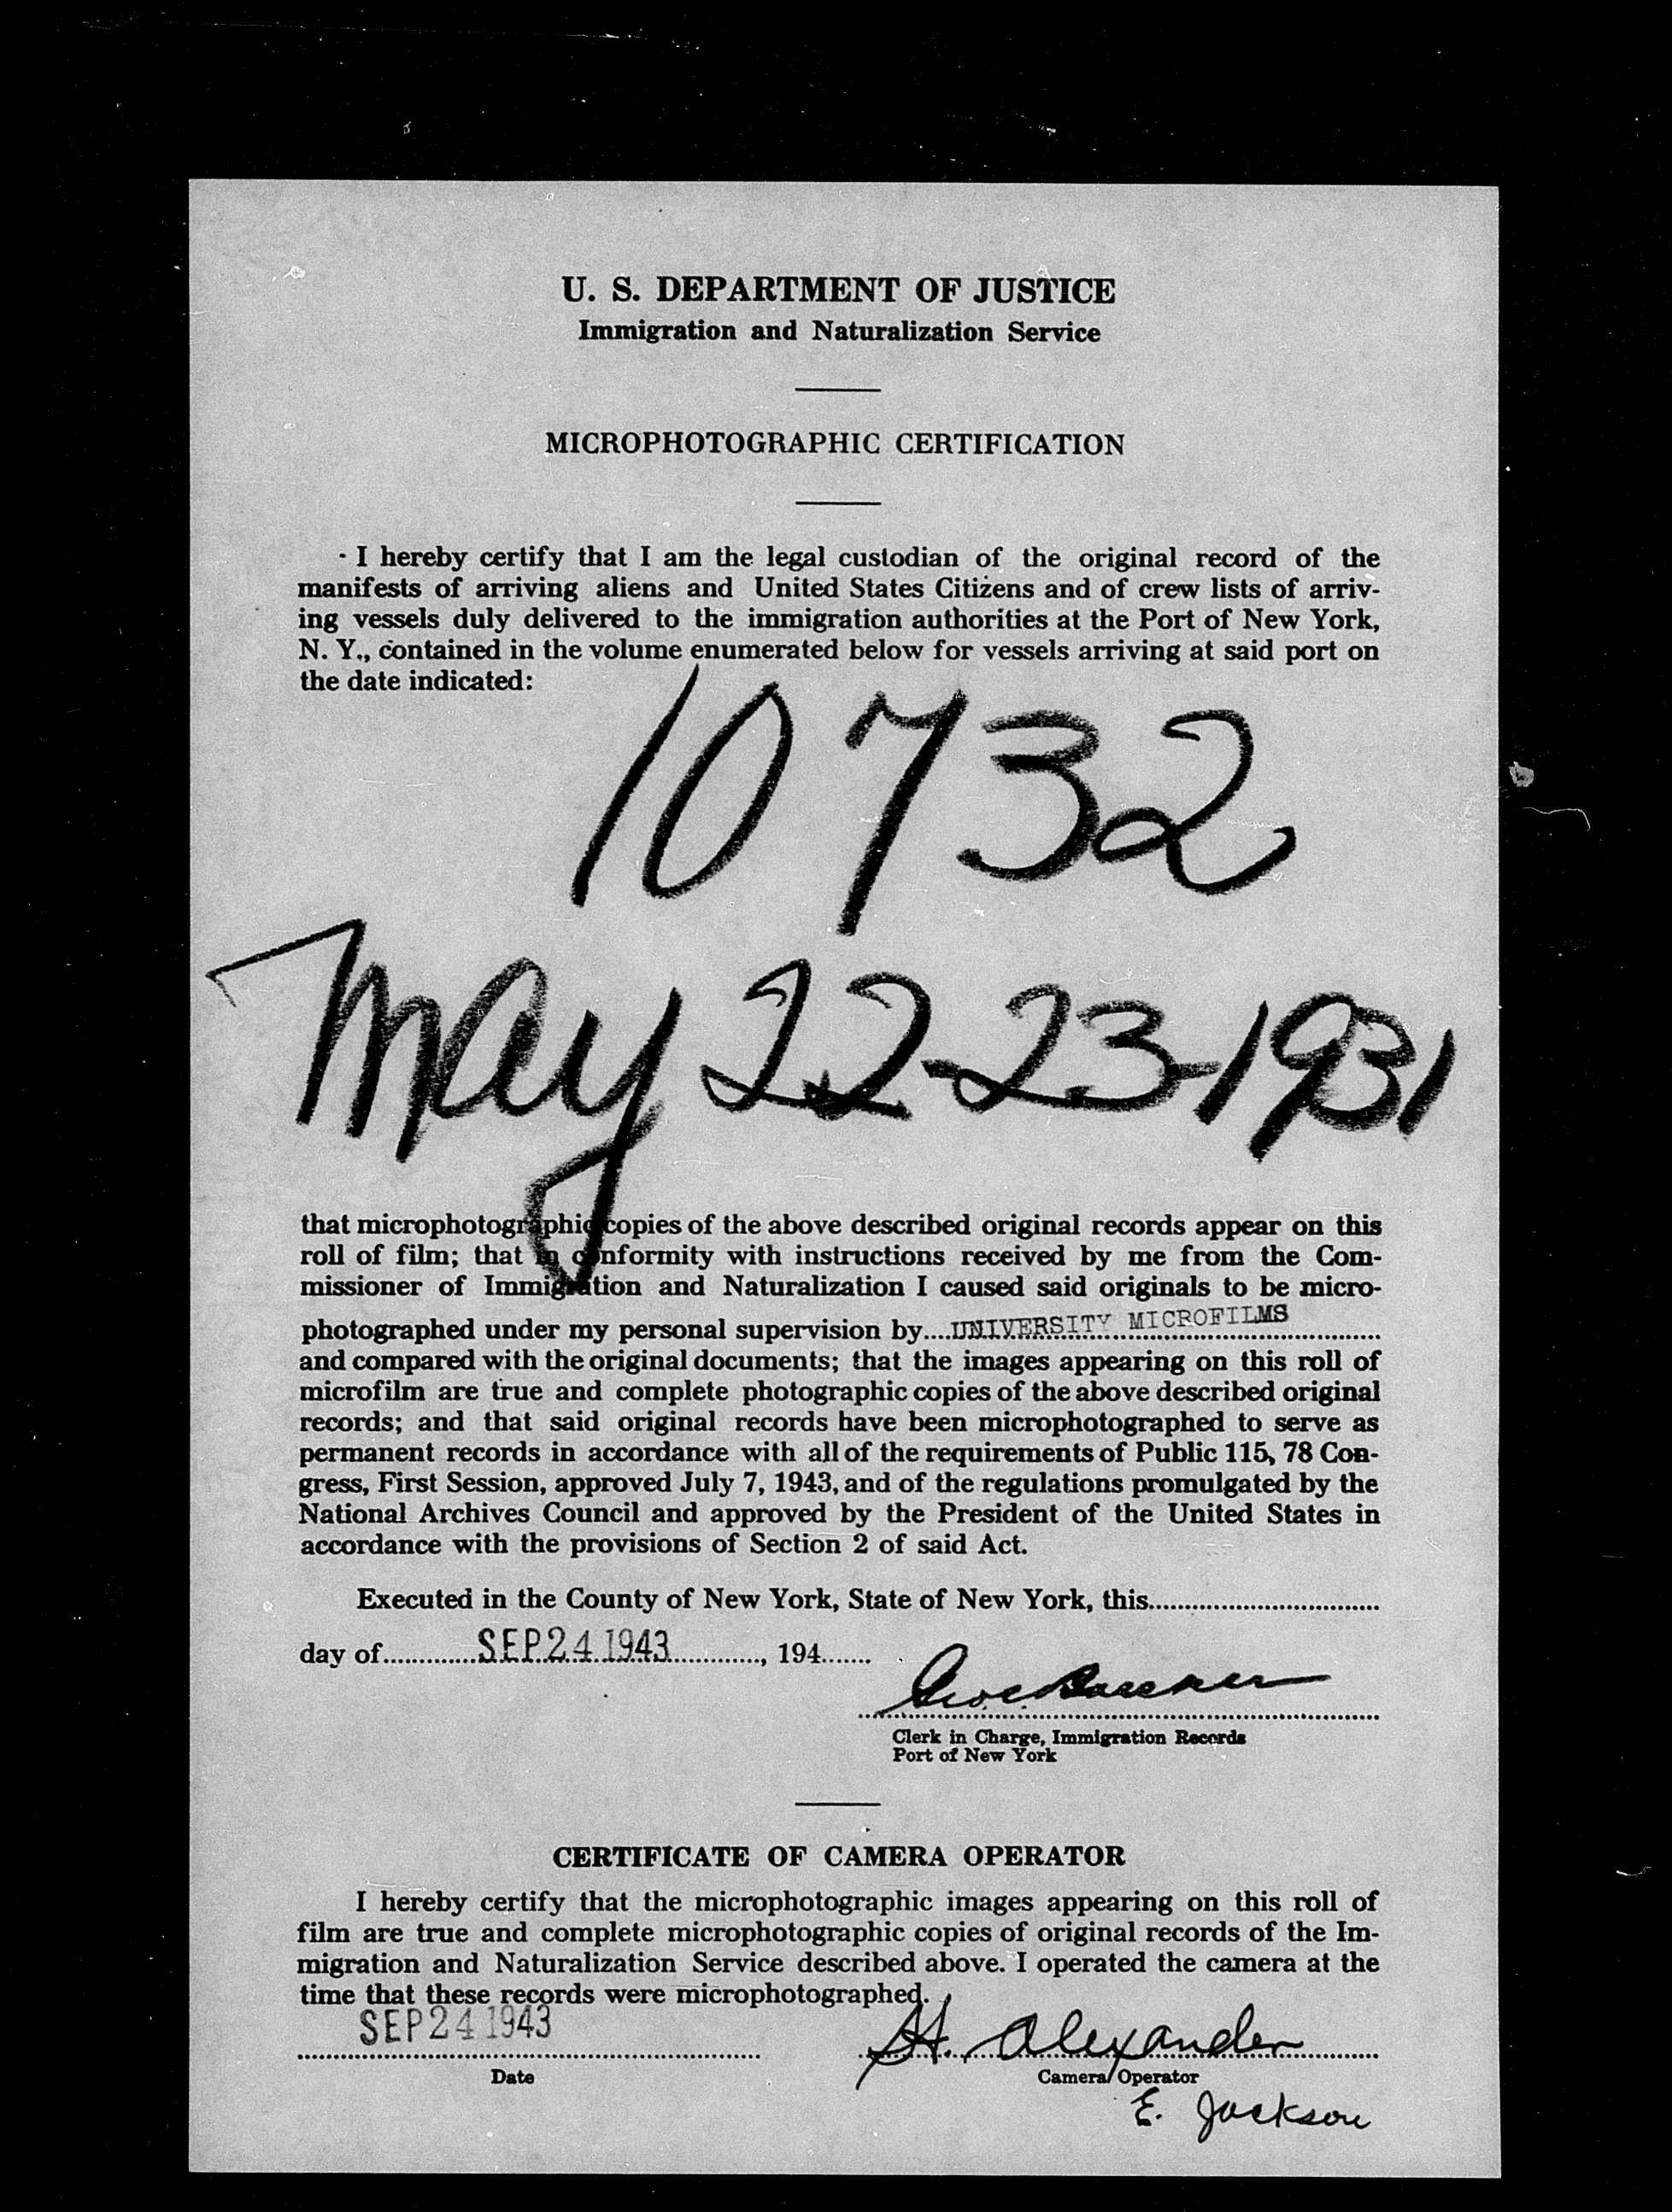 U. S. DEPARTMENT OF JUSTICE
Immigration and Naturalization Service
MICROPHOTOGRAPHIC CERTIFICATION
I hereby certify that I am the legal custodian of the original record of the
manifests of arriving aliens and United States Citizens and of crew lists of arriv-
ing vessels duly delivered to the immigration authorities at the Port of New York,
N. Y., contained in the volume enumerated below for vessels arriving at said port on
the date indicated:
10732
May 22-23-1931
that microphotographic copies of the above described original records appear on this
roll of film; that in conformity with instructions received by me from the Com-
missioner of Immigration and Naturalization I caused said originals to be micro-
photographed under my personal supervision by....UNIVERSITY MICROFILMS
and compared with the original documents; that the images appearing on this roll of
microfilm are true and complete photographic copies of the above described original
records; and that said original records have been microphotographed to serve as
permanent records in accordance with all of the requirements of Public 115, 78 Con-
gress, First Session, approved July 7, 1943, and of the regulations promulgated by the
National Archives Council and approved by the President of the United States in
accordance with the provisions of Section 2 of said Act.
Executed in the County of New York, State of New York, this................................
day of.............SEP 24 1943............., 194.......
Clerk in Charge, Immigration Records
Port of New York
CERTIFICATE OF CAMERA OPERATOR
I hereby certify that the microphotographic images appearing on this roll of
film are true and complete microphotographic copies of original records of the Im-
migration and Naturalization Service described above. I operated the camera at the
time that these records were microphotographed.
SEP 24 1943 H. Alexander
Date Camera Operator
E. Jackson